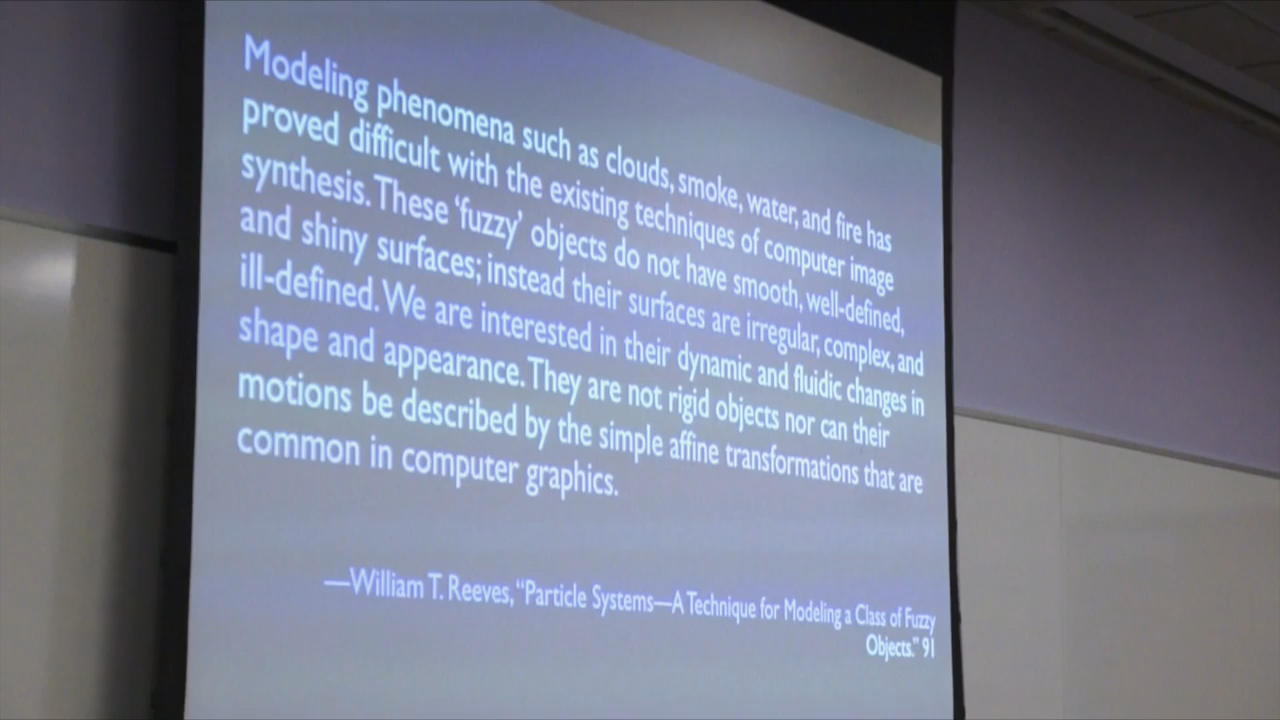 Modeling phenomena such as clouds, smoke, water, and fire has
proved difficult with the existing techniques of computer image
synthesis. These ‘fuzzy’ objects do not have smooth, well-defined,
and shiny surfaces; instead their surfaces are irregular, complex, and
ill-defined. We are interested in their dynamic and fluidic changes in
shape and appearance. They are not rigid objects nor can their
motions be described by the simple affine transformations that are
common in computer graphics.
—William T. Reeves, “Particle Systems—A Technique for Modeling a Class of Fuzzy
Objects.” 91